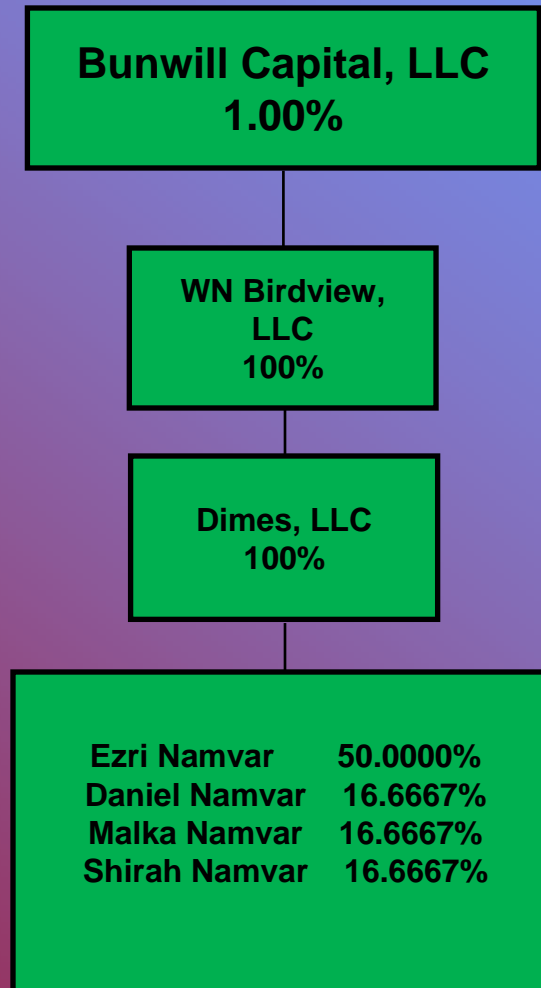 Bunwill Capital, LLC
1.00%
WN Birdview,
LLC
100%
Dimes, LLC
100%
Ezri Namvar 50.0000%
Daniel Namvar 16.6667%
Malka Namvar 16.6667%
Shirah Namvar 16.6667%